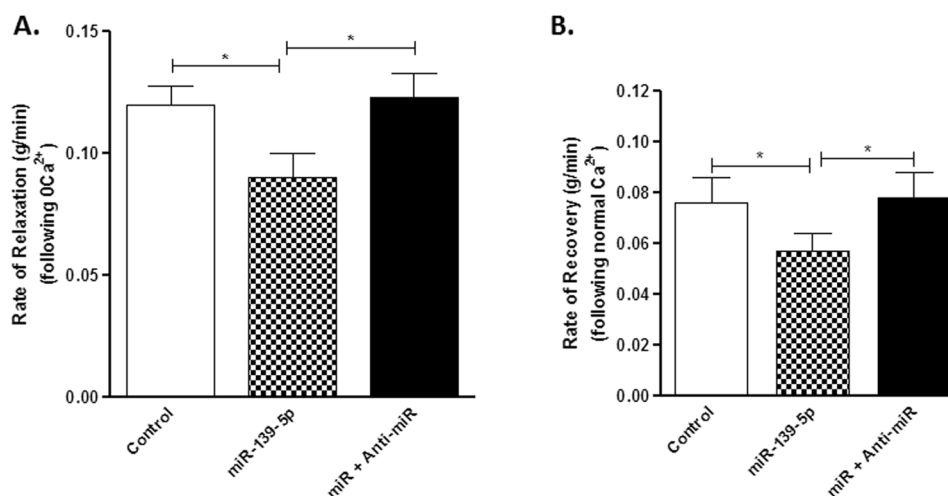 A.
Rate of Relaxation (g/min)
(following 0Ca²⁺)
0.15
0.10
0.05
0.00
*
*
Control
miR-139-5p
miR + Anti-miR
B.
Rate of Recovery (g/min)
(following normal Ca²⁺)
0.12
0.10
0.08
0.06
0.04
0.02
0.00
*
*
Control
miR-139-5p
miR + Anti-miR